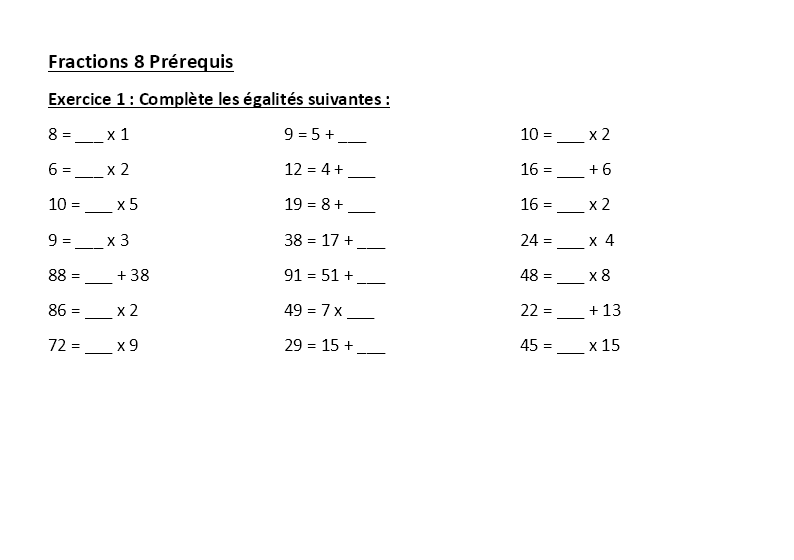 Fractions 8 Prérequis
Exercice 1 : Complète les égalités suivantes :
8 = ___ x 1 9 = 5 + ___ 10 = ___ x 2
6 = ___ x 2 12 = 4 + ___ 16 = ___ + 6
10 = ___ x 5 19 = 8 + ___ 16 = ___ x 2
9 = ___ x 3 38 = 17 + ___ 24 = ___ x 4
88 = ___ + 38 91 = 51 + ___ 48 = ___ x 8
86 = ___ x 2 49 = 7 x ___ 22 = ___ + 13
72 = ___ x 9 29 = 15 + ___ 45 = ___ x 15